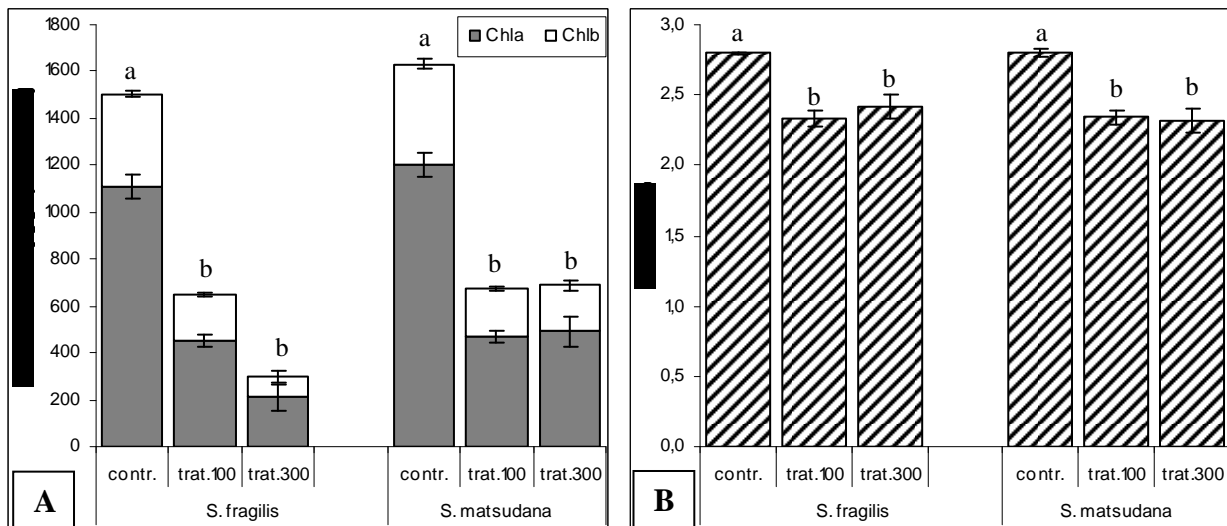 1800
1600
1400
1200
1000
800
600
400
200
0
Chla Chlb
a
b
b
a
b
b
contr. trat.100 trat.300 contr. trat.100 trat.300
S. fragilis S. matsudana
A
3,0
2,5
2,0
1,5
1,0
0,5
0,0
a
b
b
a
b
b
contr. trat.100 trat.300 contr. trat.100 trat.300
S. fragilis S. matsudana
B